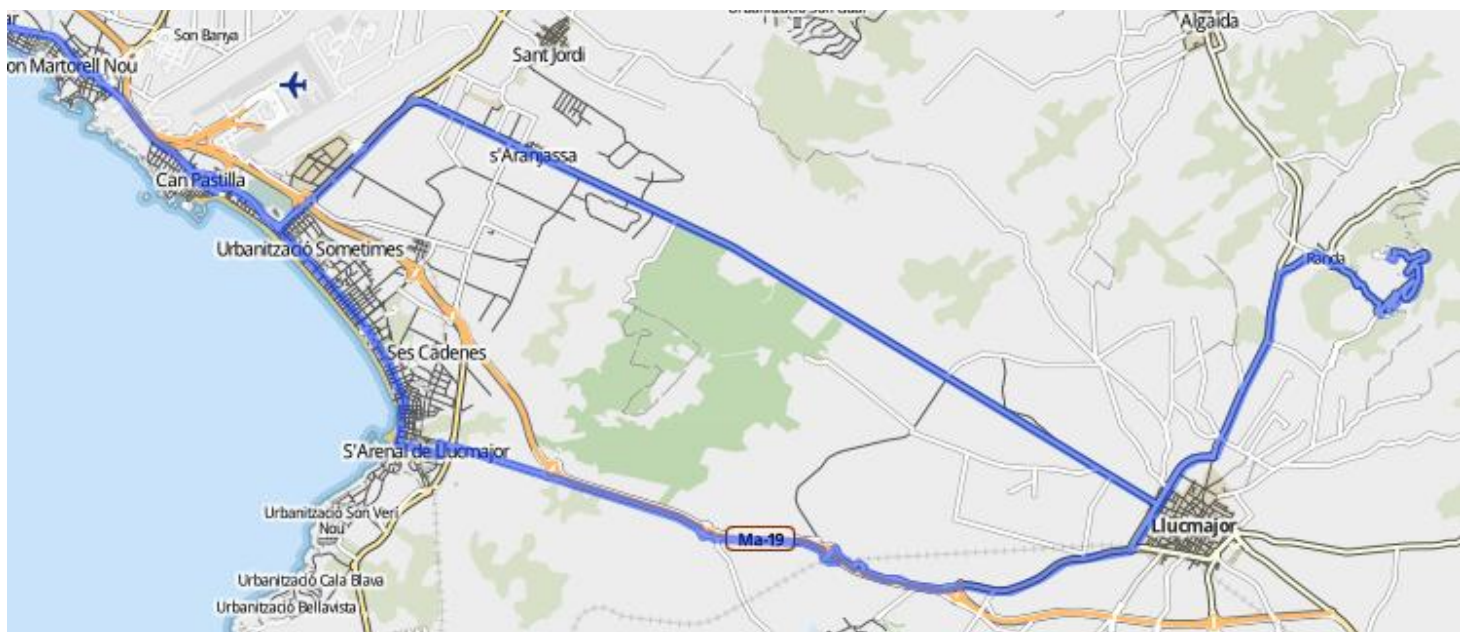 Algaida
Son Banya
Sant Jordi
on Martorell Nou
s'Aranjassa
Can Pastilla
Urbanització Sometimes
Randa
Ses Cadenes
S'Arenal de Llucmajor
Urbanització Son Verí
Nou
Ma-19
Llucmajor
Urbanització Cala Blava
Urbanització Bellavista